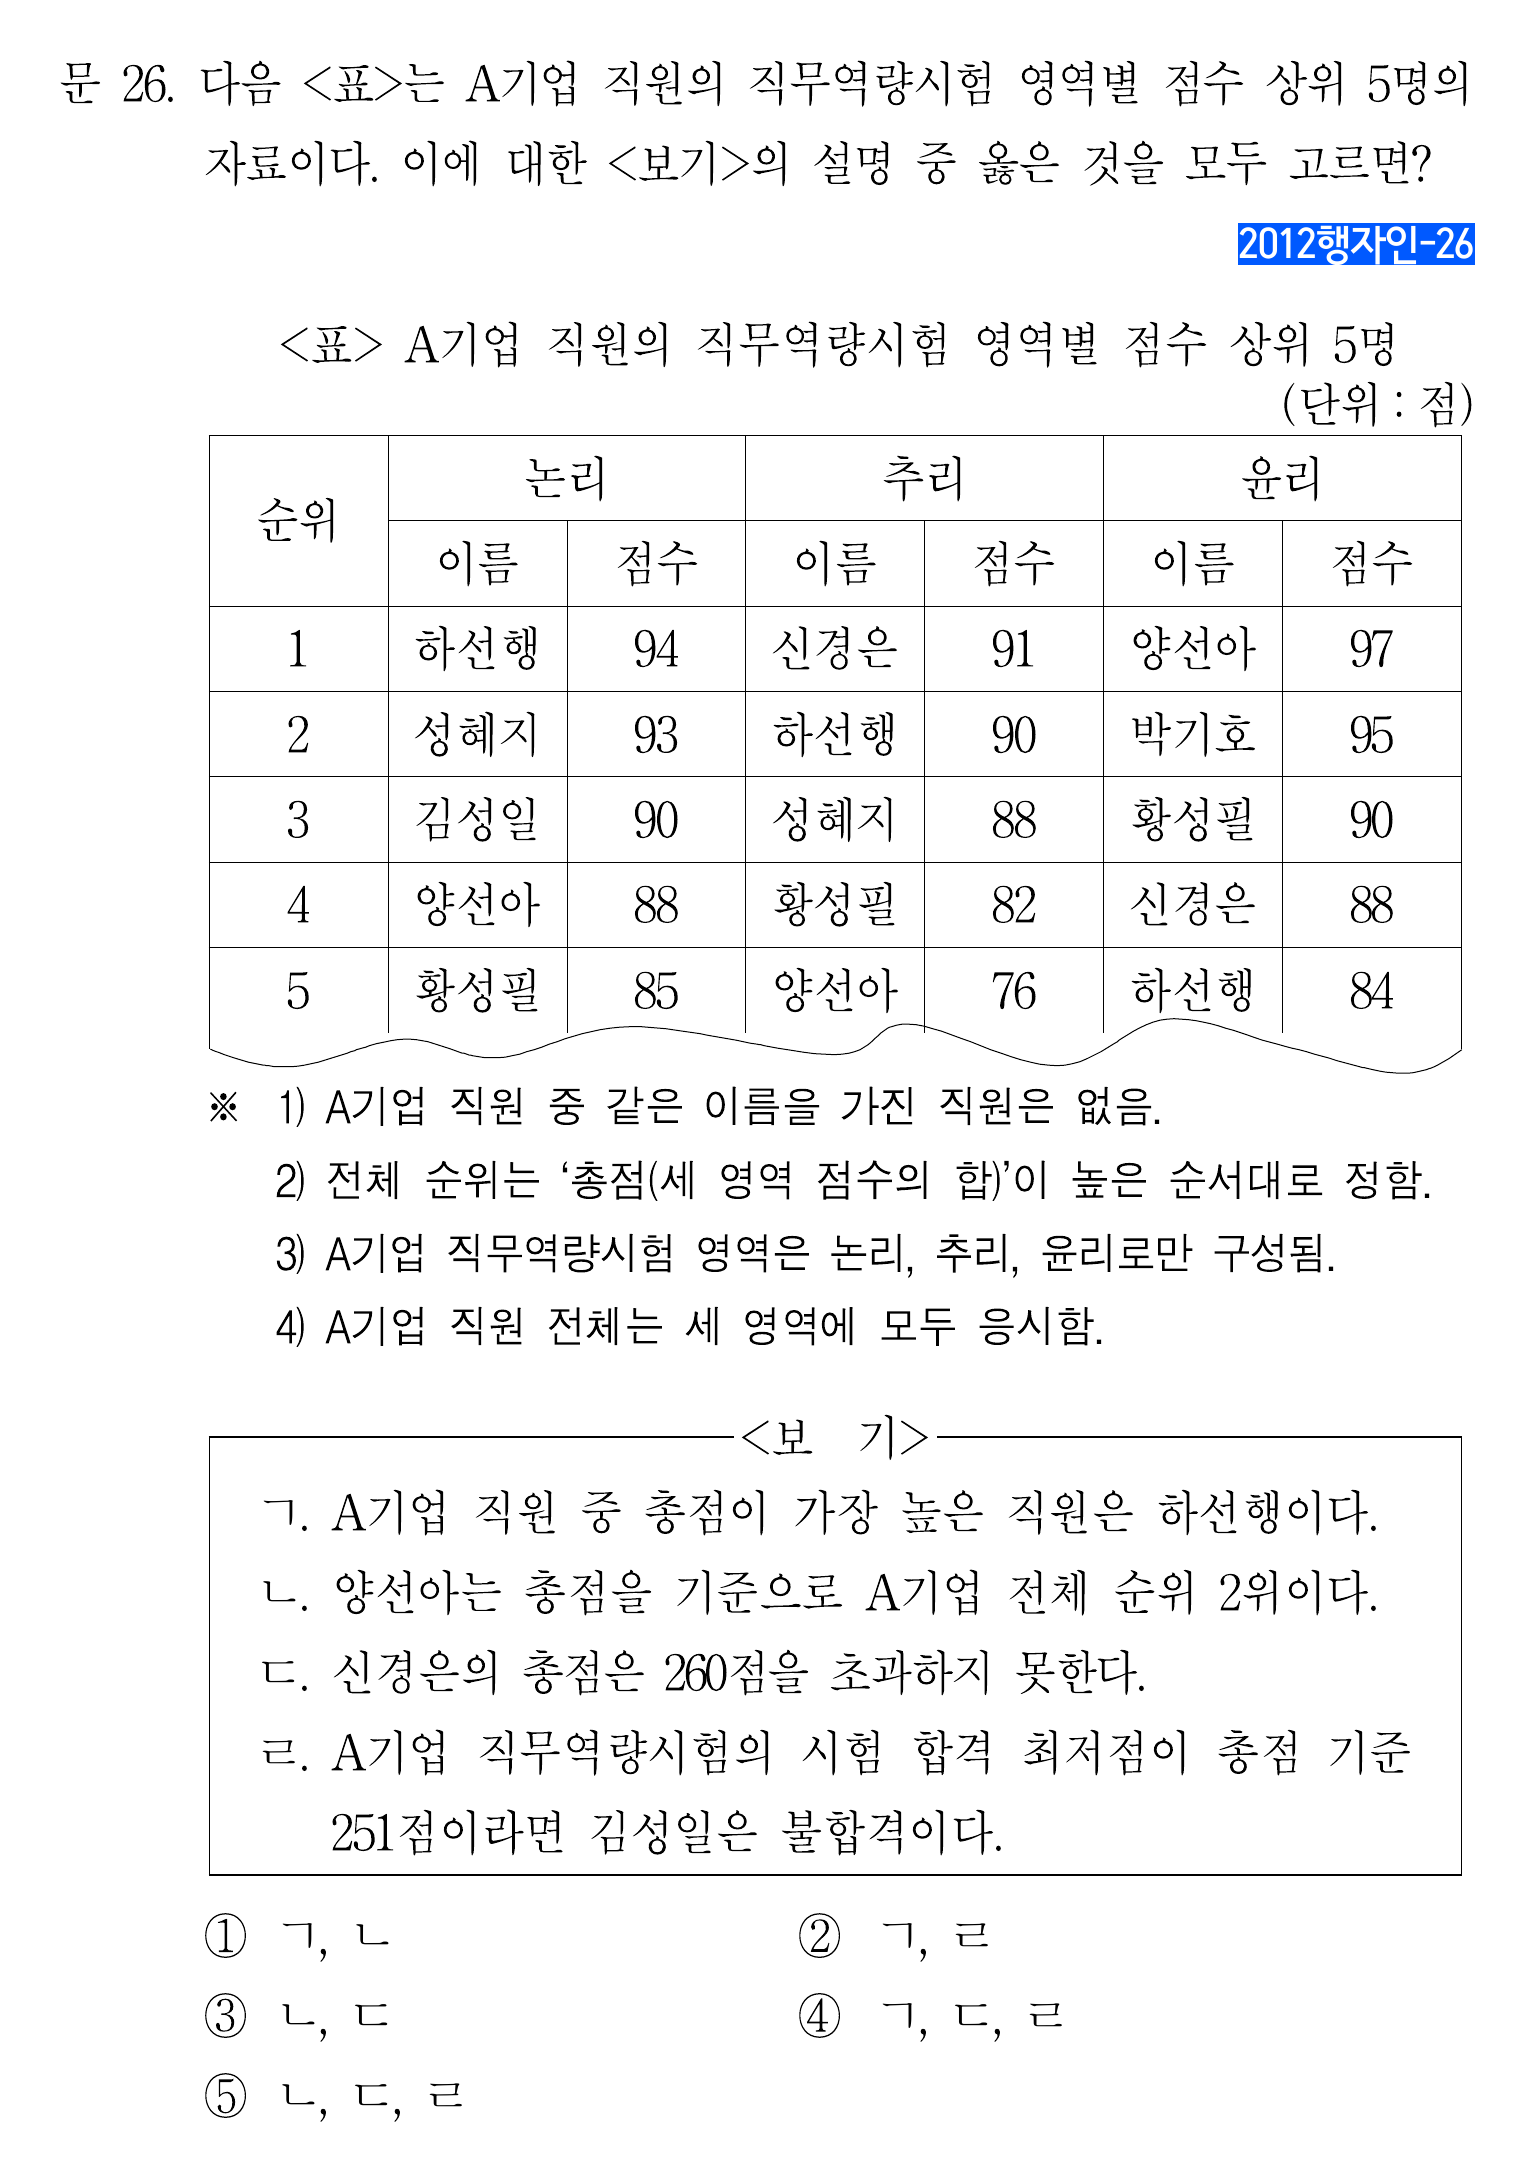 문 26. 다음 <표>는 A기업 직원의 직무역량시험 영역별 점수 상위 5명의
자료이다. 이에 대한 <보기>의 설명 중 옳은 것을 모두 고르면?
2012행자인-26
<표> A기업 직원의 직무역량시험 영역별 점수 상위 5명
(단위 : 점)
순위 논리 추리 윤리
이름 점수 이름 점수 이름 점수
1 하선행 94 신경은 91 양선아 97
2 성혜지 93 하선행 90 박기호 95
3 김성일 90 성혜지 88 황성필 90
4 양선아 88 황성필 82 신경은 88
5 황성필 85 양선아 76 하선행 84
※ 1) A기업 직원 중 같은 이름을 가진 직원은 없음.
2) 전체 순위는 ‘총점(세 영역 점수의 합)’이 높은 순서대로 정함.
3) A기업 직무역량시험 영역은 논리, 추리, 윤리로만 구성됨.
4) A기업 직원 전체는 세 영역에 모두 응시함.
<보 기>
ㄱ. A기업 직원 중 총점이 가장 높은 직원은 하선행이다.
ㄴ. 양선아는 총점을 기준으로 A기업 전체 순위 2위이다.
ㄷ. 신경은의 총점은 260점을 초과하지 못한다.
ㄹ. A기업 직무역량시험의 시험 합격 최저점이 총점 기준
251점이라면 김성일은 불합격이다.
① ㄱ, ㄴ ② ㄱ, ㄹ
③ ㄴ, ㄷ ④ ㄱ, ㄷ, ㄹ
⑤ ㄴ, ㄷ, ㄹ